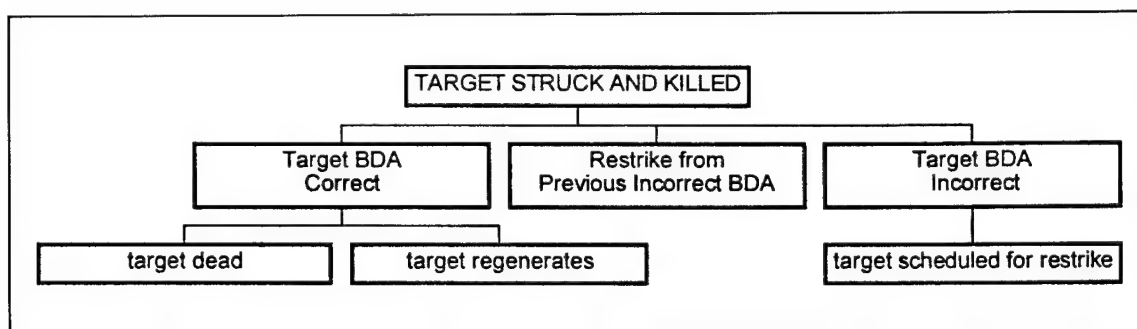 TARGET STRUCK AND KILLED
Target BDA
Correct
Restrike from
Previous Incorrect BDA
Target BDA
Incorrect
target dead
target regenerates
target scheduled for restrike